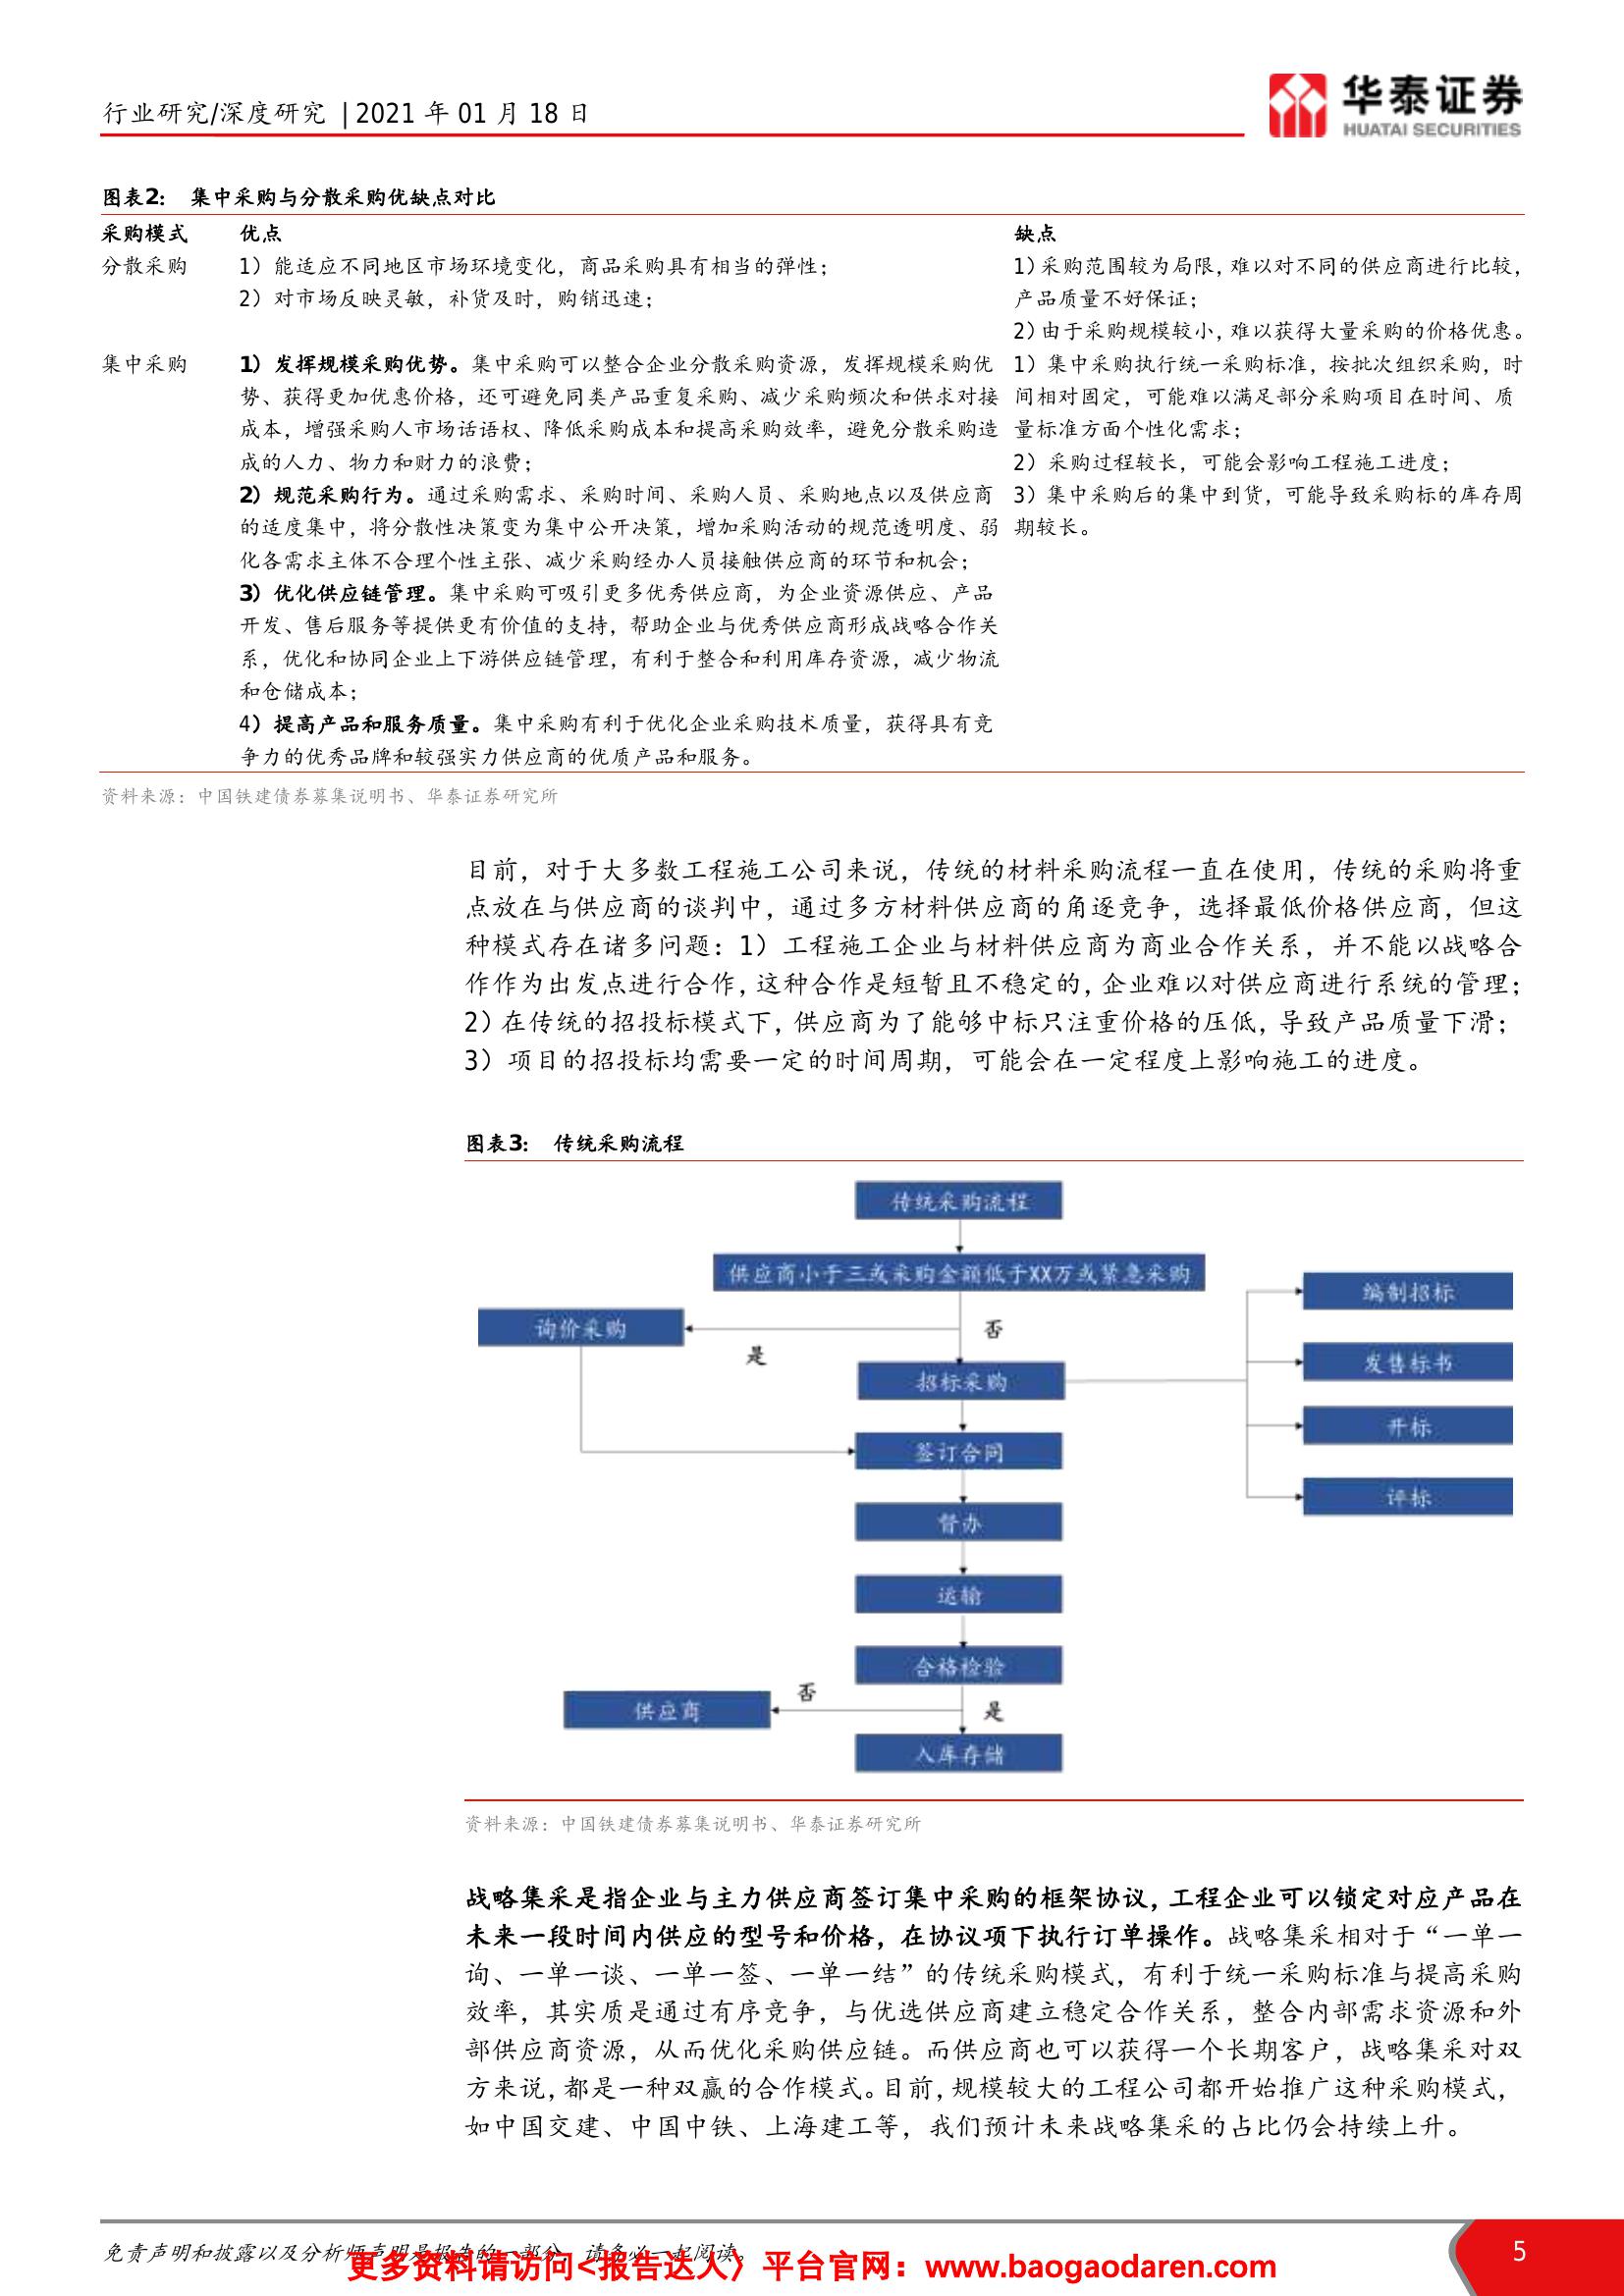 行业研究/深度研究 | 2021 年 01 月 18 日
华泰证券
HUATAI SECURITIES
图表2： 集中采购与分散采购优缺点对比
采购模式 优点 缺点
分散采购 1）能适应不同地区市场环境变化，商品采购具有相当的弹性；
2）对市场反映灵敏，补货及时，购销迅速；
1）采购范围较为局限，难以对不同的供应商进行比较，
产品质量不好保证；
2）由于采购规模较小，难以获得大量采购的价格优惠。
集中采购 1）发挥规模采购优势。集中采购可以整合企业分散采购资源，发挥规模采购优
势、获得更加优惠价格，还可避免同类产品重复采购、减少采购频次和供求对接
成本，增强采购人市场话语权、降低采购成本和提高采购效率，避免分散采购造
成的人力、物力和财力的浪费；
2）规范采购行为。通过采购需求、采购时间、采购人员、采购地点以及供应商
的适度集中，将分散性决策变为集中公开决策，增加采购活动的规范透明度、弱
化各需求主体不合理个性主张、减少采购经办人员接触供应商的环节和机会；
3）优化供应链管理。集中采购可吸引更多优秀供应商，为企业资源供应、产品
开发、售后服务等提供更有价值的支持，帮助企业与优秀供应商形成战略合作关
系，优化和协同企业上下游供应链管理，有利于整合和利用库存资源，减少物流
和仓储成本；
4）提高产品和服务质量。集中采购有利于优化企业采购技术质量，获得具有竞
争力的优秀品牌和较强实力供应商的优质产品和服务。
1）集中采购执行统一采购标准，按批次组织采购，时
间相对固定，可能难以满足部分采购项目在时间、质
量标准方面个性化需求；
2）采购过程较长，可能会影响工程施工进度；
3）集中采购后的集中到货，可能导致采购标的库存周
期较长。
资料来源：中国铁建债券募集说明书、华泰证券研究所
目前，对于大多数工程施工公司来说，传统的材料采购流程一直在使用，传统的采购将重
点放在与供应商的谈判中，通过多方材料供应商的角逐竞争，选择最低价格供应商，但这
种模式存在诸多问题：1）工程施工企业与材料供应商为商业合作关系，并不能以战略合
作作为出发点进行合作，这种合作是短暂且不稳定的，企业难以对供应商进行系统的管理；
2）在传统的招投标模式下，供应商为了能够中标只注重价格的压低，导致产品质量下滑；
3）项目的招投标均需要一定的时间周期，可能会在一定程度上影响施工的进度。
图表3： 传统采购流程
传统采购流程
供应商小于三或采购金额低于XX万或紧急采购
编制招标
询价采购
否
是
发售标书
招标采购
开标
签订合同
评标
督办
运输
合格检验
否
供应商
是
入库存储
资料来源：中国铁建债券募集说明书、华泰证券研究所
战略集采是指企业与主力供应商签订集中采购的框架协议，工程企业可以锁定对应产品在
未来一段时间内供应的型号和价格，在协议项下执行订单操作。战略集采相对于“一单一
询、一单一谈、一单一签、一单一结”的传统采购模式，有利于统一采购标准与提高采购
效率，其实质是通过有序竞争，与优选供应商建立稳定合作关系，整合内部需求资源和外
部供应商资源，从而优化采购供应链。而供应商也可以获得一个长期客户，战略集采对双
方来说，都是一种双赢的合作模式。目前，规模较大的工程公司都开始推广这种采购模式，
如中国交建、中国中铁、上海建工等，我们预计未来战略集采的占比仍会持续上升。
免责声明和披露以及分析师声明是报告的一部分，请务必一起阅读。
5
更多资料请访问<报告达人〉平台官网：www.baogaodaren.com